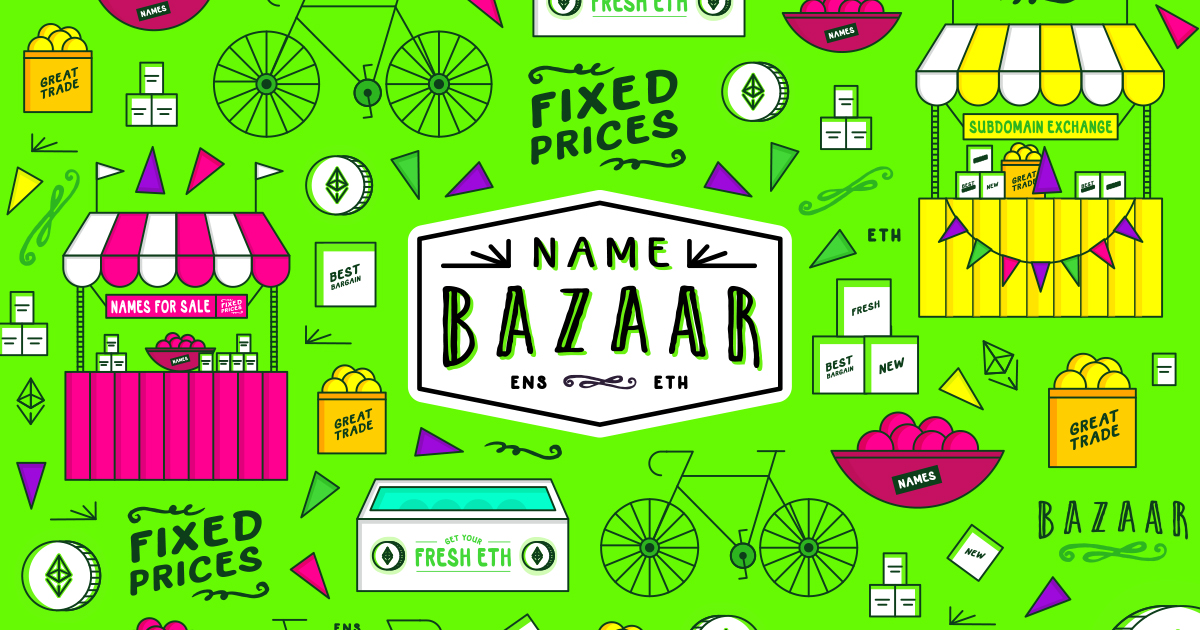 NAMES
FRESH ETH
NAMES
GREAT
TRADE
FIXED
PRICES
SUBDOMAIN EXCHANGE
BEST
NEW
GREAT
TRADE
BEST
ETH
NAME
BAZAAR
ENS
ETH
BEST
BARGAIN
NAMES FOR SALE
FIXED
PRICES
NAMES
FRESH
BEST
BARGAIN
NEW
GREAT
TRADE
GREAT
TRADE
NAMES
FIXED
PRICES
GET YOUR
FRESH ETH
BAZAAR
NEW
ENS